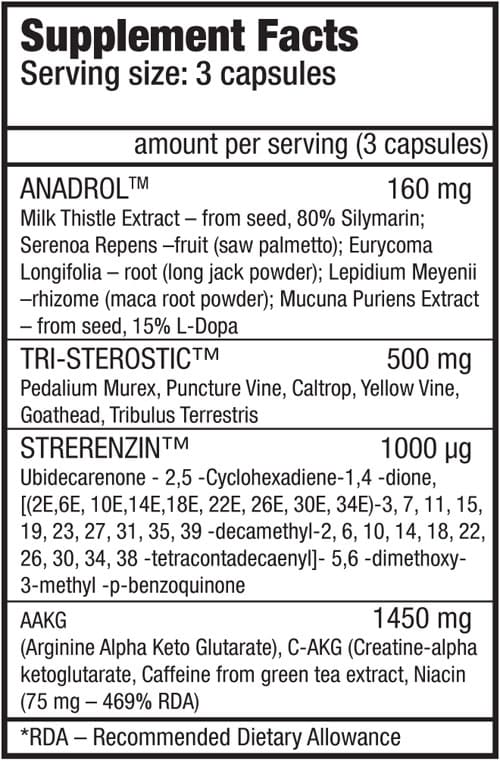 Supplement Facts
Serving size: 3 capsules
amount per serving (3 capsules)
ANADROL™ 160 mg
Milk Thistle Extract – from seed, 80% Silymarin;
Serenoa Repens –fruit (saw palmetto); Eurycoma
Longifolia – root (long jack powder); Lepidium Meyenii
–rhizome (maca root powder); Mucuna Puriens Extract
– from seed, 15% L-Dopa
TRI-STEROSTIC™ 500 mg
Pedalium Murex, Puncture Vine, Caltrop, Yellow Vine,
Goathead, Tribulus Terrestris
STRERENZIN™ 1000 µg
Ubidecarenone - 2,5 -Cyclohexadiene-1,4 -dione,
[(2E,6E, 10E,14E,18E, 22E, 26E, 30E, 34E)-3, 7, 11, 15,
19, 23, 27, 31, 35, 39 -decamethyl-2, 6, 10, 14, 18, 22,
26, 30, 34, 38 -tetracontadecaenyl]- 5,6 -dimethoxy-
3-methyl -p-benzoquinone
AAKG 1450 mg
(Arginine Alpha Keto Glutarate), C-AKG (Creatine-alpha
ketoglutarate, Caffeine from green tea extract, Niacin
(75 mg – 469% RDA)
*RDA – Recommended Dietary Allowance